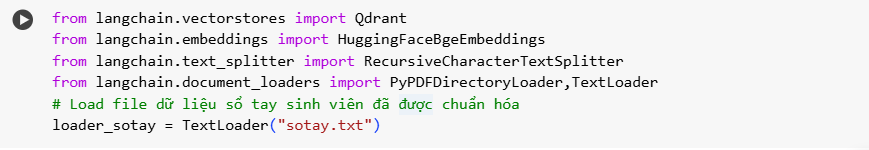 from langchain.vectorstores import Qdrant
from langchain.embeddings import HuggingFaceBgeEmbeddings
from langchain.text_splitter import RecursiveCharacterTextSplitter
from langchain.document_loaders import PyPDFDirectoryLoader,TextLoader
# Load file dữ liệu sổ tay sinh viên đã được chuẩn hóa
loader_sotay = TextLoader("sotay.txt")